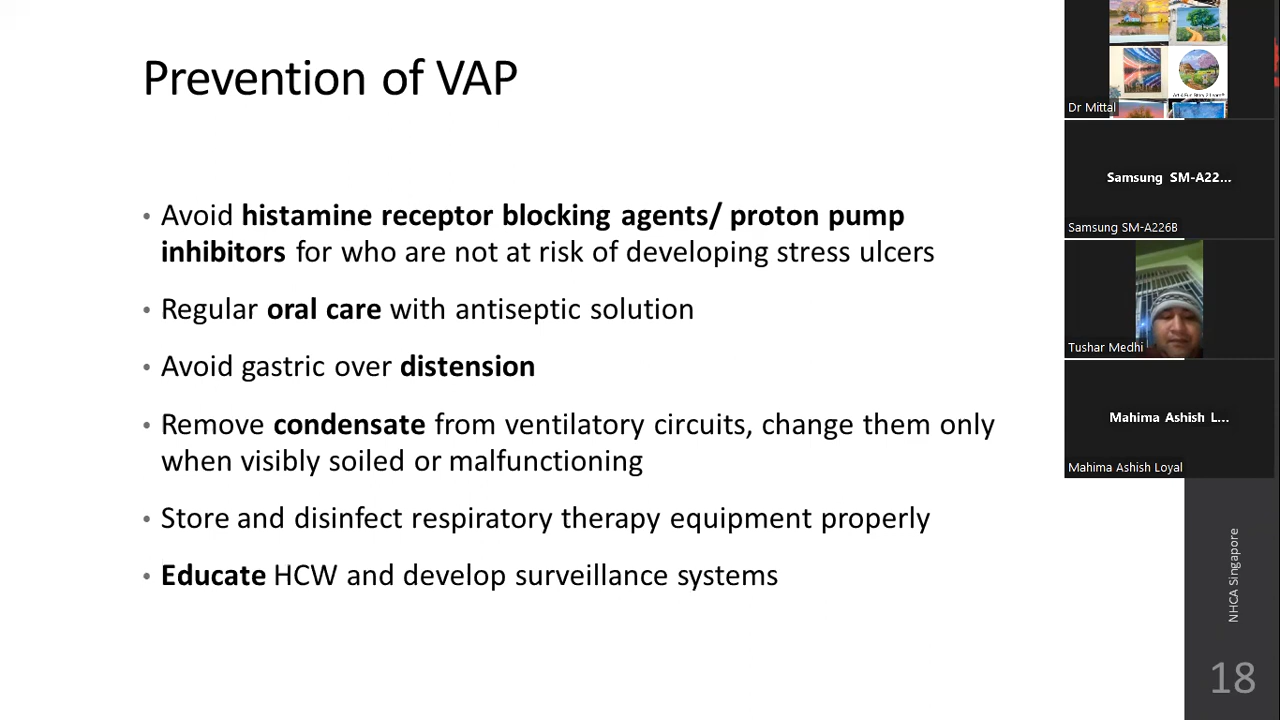 Prevention of VAP
• Avoid histamine receptor blocking agents/ proton pump
inhibitors for who are not at risk of developing stress ulcers
• Regular oral care with antiseptic solution
• Avoid gastric over distension
• Remove condensate from ventilatory circuits, change them only
when visibly soiled or malfunctioning
• Store and disinfect respiratory therapy equipment properly
• Educate HCW and develop surveillance systems
Dr Mittal
Samsung SM-A22...
Samsung SM-A226B
Tushar Medhi
Mahima Ashish L...
Mahima Ashish Loyal
NHCA Singapore
18